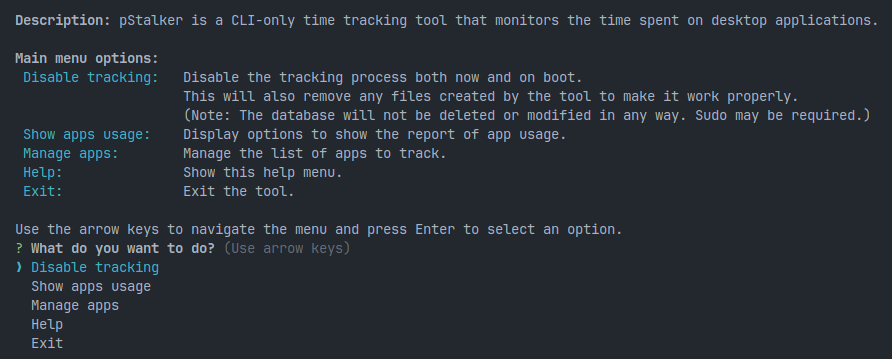 Description: pStalker is a CLI-only time tracking tool that monitors the time spent on desktop applications.
Main menu options:
Disable tracking: Disable the tracking process both now and on boot.
This will also remove any files created by the tool to make it work properly.
(Note: The database will not be deleted or modified in any way. Sudo may be required.)
Show apps usage: Display options to show the report of app usage.
Manage apps: Manage the list of apps to track.
Help: Show this help menu.
Exit: Exit the tool.
Use the arrow keys to navigate the menu and press Enter to select an option.
? What do you want to do? (Use arrow keys)
❯ Disable tracking
Show apps usage
Manage apps
Help
Exit